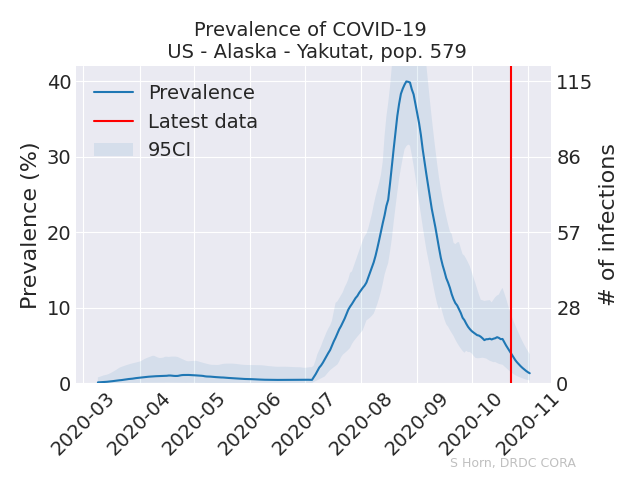 Prevalence of COVID-19
US - Alaska - Yakutat, pop. 579
Prevalence
Latest data
95CI
Prevalence (%)
40
30
20
10
0
# of infections
115
86
57
28
0
2020-03
2020-04
2020-05
2020-06
2020-07
2020-08
2020-09
2020-10
2020-11
S Horn, DRDC CORA